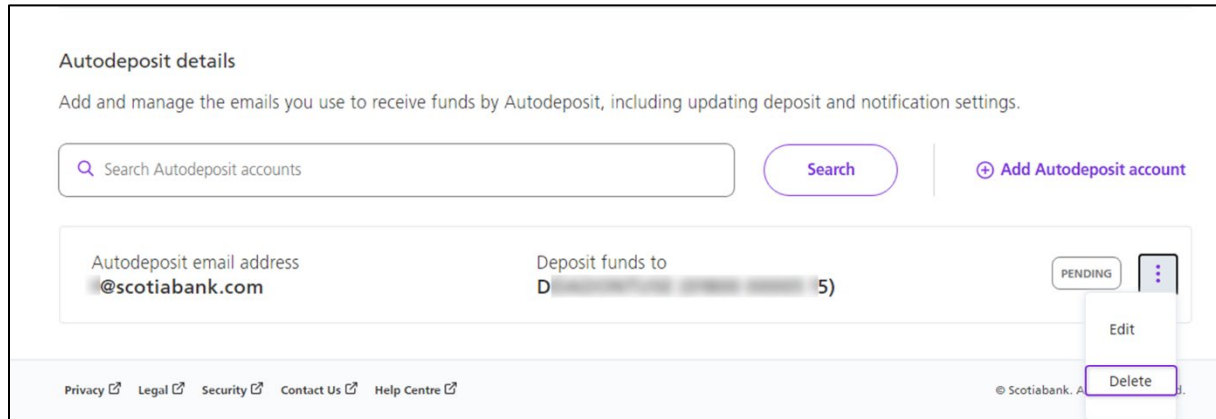 Autodeposit details
Add and manage the emails you use to receive funds by Autodeposit, including updating deposit and notification settings.
Search Autodeposit accounts
Search
Add Autodeposit account
Autodeposit email address
@scotiabank.com
Deposit funds to
D 5)
PENDING
Edit
Delete
Privacy Legal Security Contact Us Help Centre
© Scotiabank.